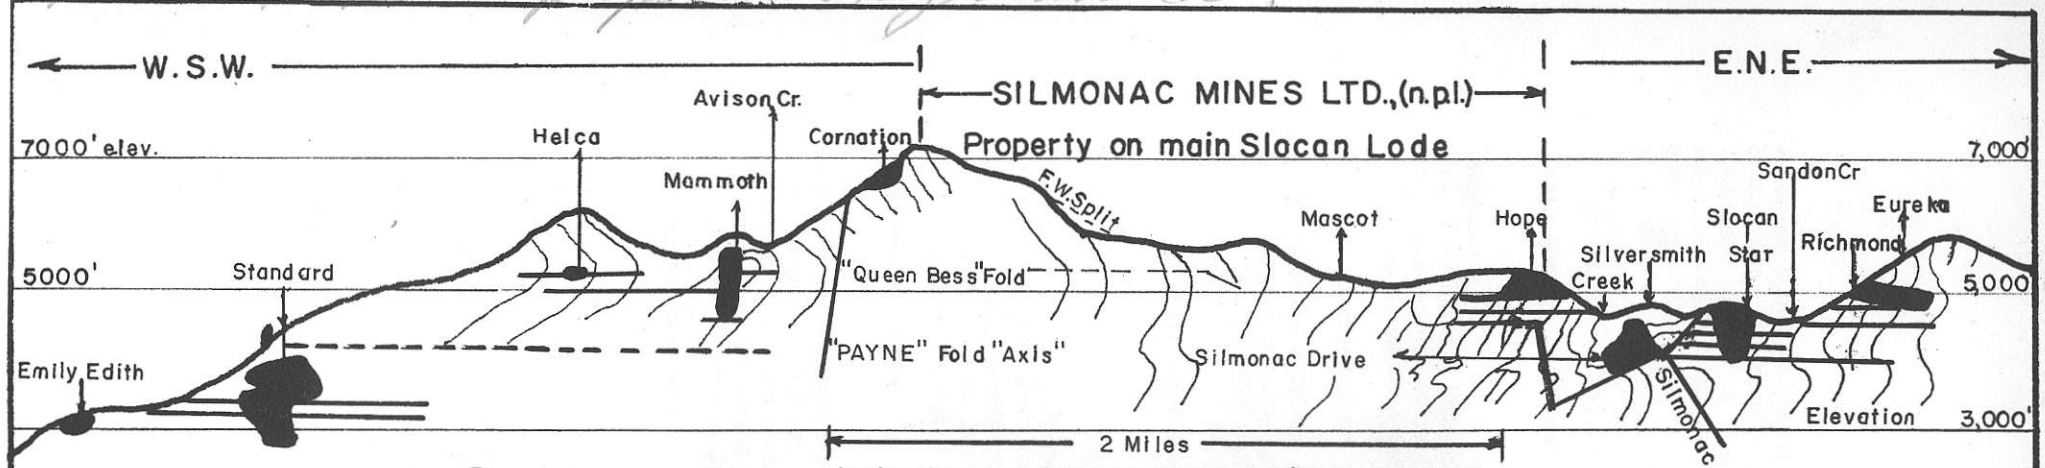 W.S.W.
E.N.E.
SILMONAC MINES LTD.,(n.p.l.)
Property on main Slocan Lode
Avison Cr.
Helca
Cornation
7000' elev.
7,000'
Mammoth
F.W. Split
Sandon Cr
Eureka
Mascot
Hope
Slocan
Star
Richmond
Silversmith
Creek
Standard
5000'
5,000'
"Queen Bess" Fold
"PAYNE" Fold "Axis"
Silmonac Drive
Emily Edith
Silmonac
Elevation
3,000'
2 Miles